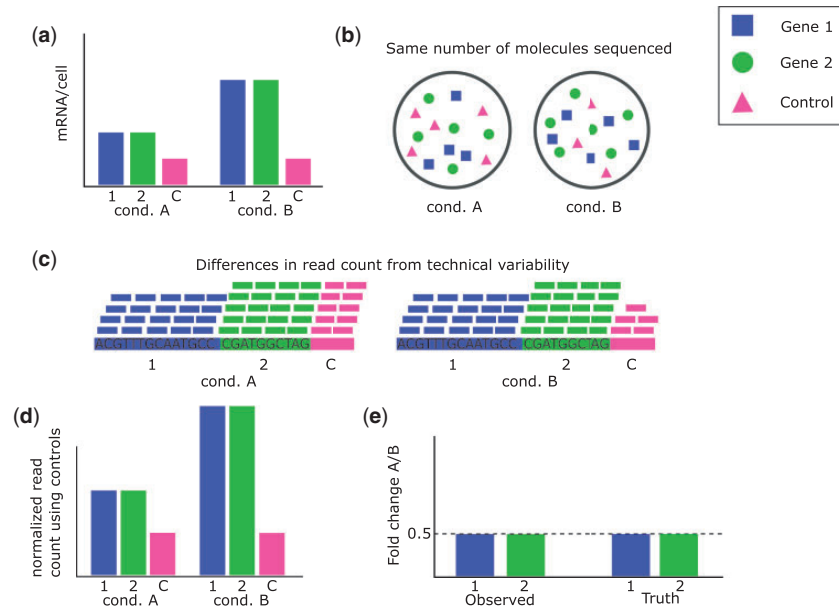 (a)
mRNA/cell
1 2 C 1 2 C
cond. A cond. B
(b)
Same number of molecules sequenced
cond. A cond. B
Gene 1
Gene 2
Control
(c)
Differences in read count from technical variability
ACGTTTGCAATGCC CGATGGCTAG
1 2 C
cond. A
ACGTTTGCAATGCC CGATGGCTAG
1 2 C
cond. B
(d)
normalized read
count using controls
1 2 C 1 2 C
cond. A cond. B
(e)
Fold change A/B
0.5
1 2 1 2
Observed Truth